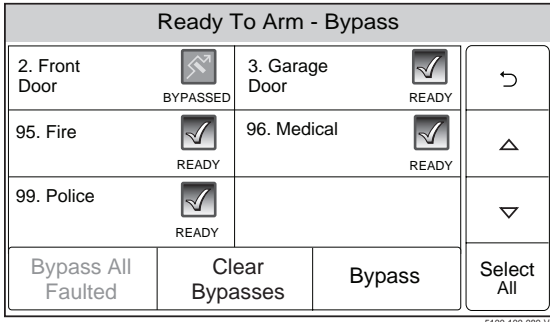 Ready To Arm - Bypass
2. Front
Door
BYPASSED
3. Garage
Door
READY
95. Fire
READY
96. Medical
READY
99. Police
READY
Bypass All
Faulted
Clear
Bypasses
Bypass
Select
All